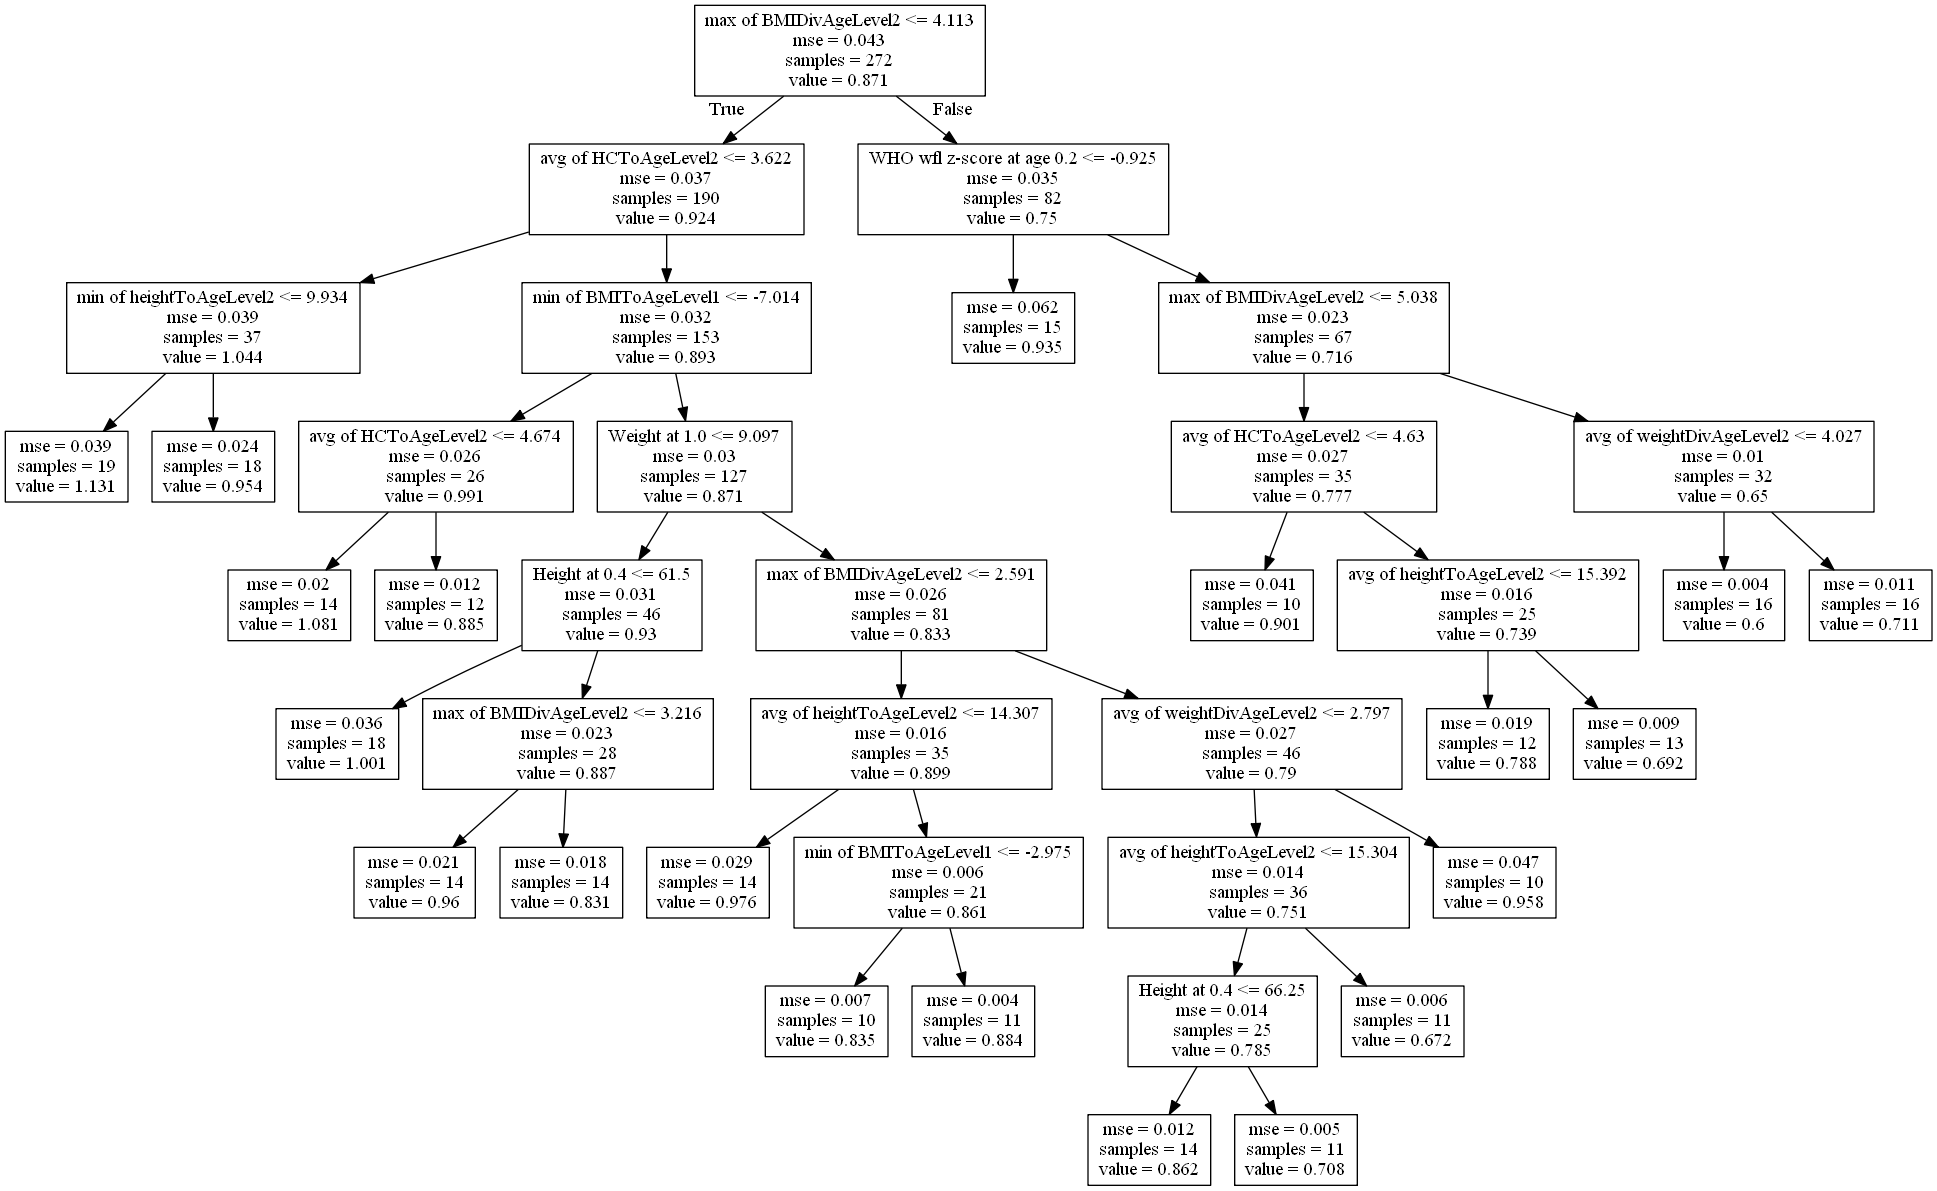 max of BMIDivAgeLevel2 <= 4.113
mse = 0.043
samples = 272
value = 0.871
True
False
avg of HCToAgeLevel2 <= 3.622
mse = 0.037
samples = 190
value = 0.924
WHO wfl z-score at age 0.2 <= -0.925
mse = 0.035
samples = 82
value = 0.75
min of heightToAgeLevel2 <= 9.934
mse = 0.039
samples = 37
value = 1.044
min of BMIToAgeLevel1 <= -7.014
mse = 0.032
samples = 153
value = 0.893
mse = 0.062
samples = 15
value = 0.935
max of BMIDivAgeLevel2 <= 5.038
mse = 0.023
samples = 67
value = 0.716
mse = 0.039
samples = 19
value = 1.131
mse = 0.024
samples = 18
value = 0.954
avg of HCToAgeLevel2 <= 4.674
mse = 0.026
samples = 26
value = 0.991
Weight at 1.0 <= 9.097
mse = 0.03
samples = 127
value = 0.871
avg of HCToAgeLevel2 <= 4.63
mse = 0.027
samples = 35
value = 0.777
avg of weightDivAgeLevel2 <= 4.027
mse = 0.01
samples = 32
value = 0.65
mse = 0.02
samples = 14
value = 1.081
mse = 0.012
samples = 12
value = 0.885
Height at 0.4 <= 61.5
mse = 0.031
samples = 46
value = 0.93
max of BMIDivAgeLevel2 <= 2.591
mse = 0.026
samples = 81
value = 0.833
mse = 0.041
samples = 10
value = 0.901
avg of heightToAgeLevel2 <= 15.392
mse = 0.016
samples = 25
value = 0.739
mse = 0.004
samples = 16
value = 0.6
mse = 0.011
samples = 16
value = 0.711
mse = 0.036
samples = 18
value = 1.001
max of BMIDivAgeLevel2 <= 3.216
mse = 0.023
samples = 28
value = 0.887
avg of heightToAgeLevel2 <= 14.307
mse = 0.016
samples = 35
value = 0.899
avg of weightDivAgeLevel2 <= 2.797
mse = 0.027
samples = 46
value = 0.79
mse = 0.019
samples = 12
value = 0.788
mse = 0.009
samples = 13
value = 0.692
mse = 0.021
samples = 14
value = 0.96
mse = 0.018
samples = 14
value = 0.831
mse = 0.029
samples = 14
value = 0.976
min of BMIToAgeLevel1 <= -2.975
mse = 0.006
samples = 21
value = 0.861
avg of heightToAgeLevel2 <= 15.304
mse = 0.014
samples = 36
value = 0.751
mse = 0.047
samples = 10
value = 0.958
mse = 0.007
samples = 10
value = 0.835
mse = 0.004
samples = 11
value = 0.884
Height at 0.4 <= 66.25
mse = 0.014
samples = 25
value = 0.785
mse = 0.006
samples = 11
value = 0.672
mse = 0.012
samples = 14
value = 0.862
mse = 0.005
samples = 11
value = 0.708